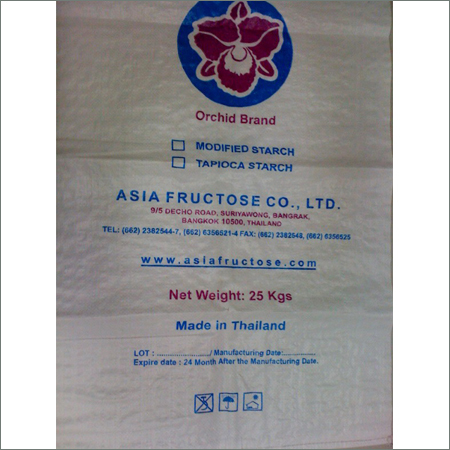 Orchid Brand
MODIFIED STARCH
TAPIOCA STARCH
ASIA FRUCTOSE CO., LTD.
9/5 DECHO ROAD, SURIYAWONG, BANGRAK,
BANGKOK 10500, THAILAND
TEL: (662) 2382544-7, (662) 6356521-4 FAX: (662) 2382548, (662) 6356525
www.asiafructose.com
Net Weight: 25 Kgs
Made in Thailand
LOT : ......................../ Manufacturing Date:...............
Expire date : 24 Month After the Manufacturing Date.